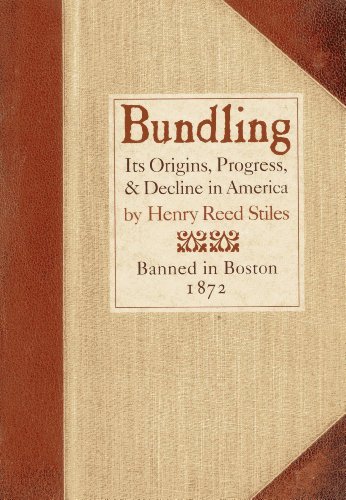 Bundling
Its Origins, Progress,
& Decline in America
by Henry Reed Stiles
Banned in Boston
1872